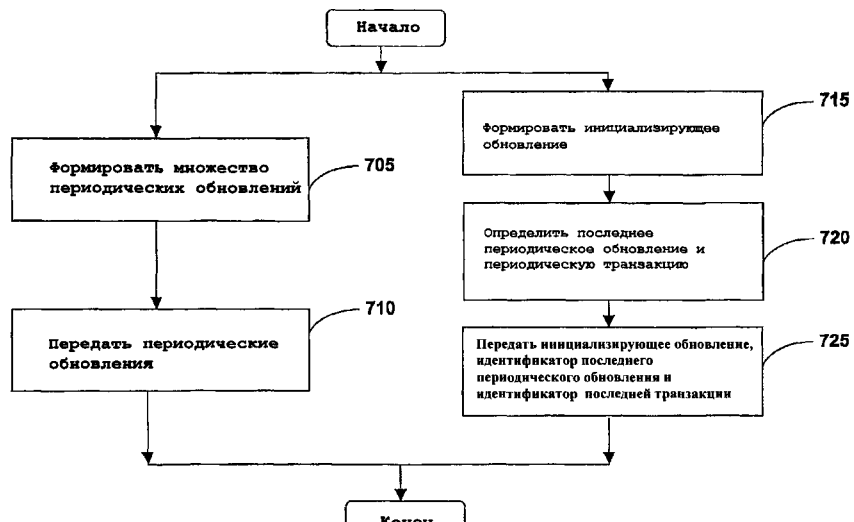 Начало
715
Формировать инициализирующее
обновление
705
Формировать множество
периодических обновлений
720
Определить последнее
периодическое обновление и
периодическую транзакцию
710
Передать периодические
обновления
725
Передать инициализирующее обновление,
идентификатор последнего
периодического обновления и
идентификатор последней транзакции
Конец